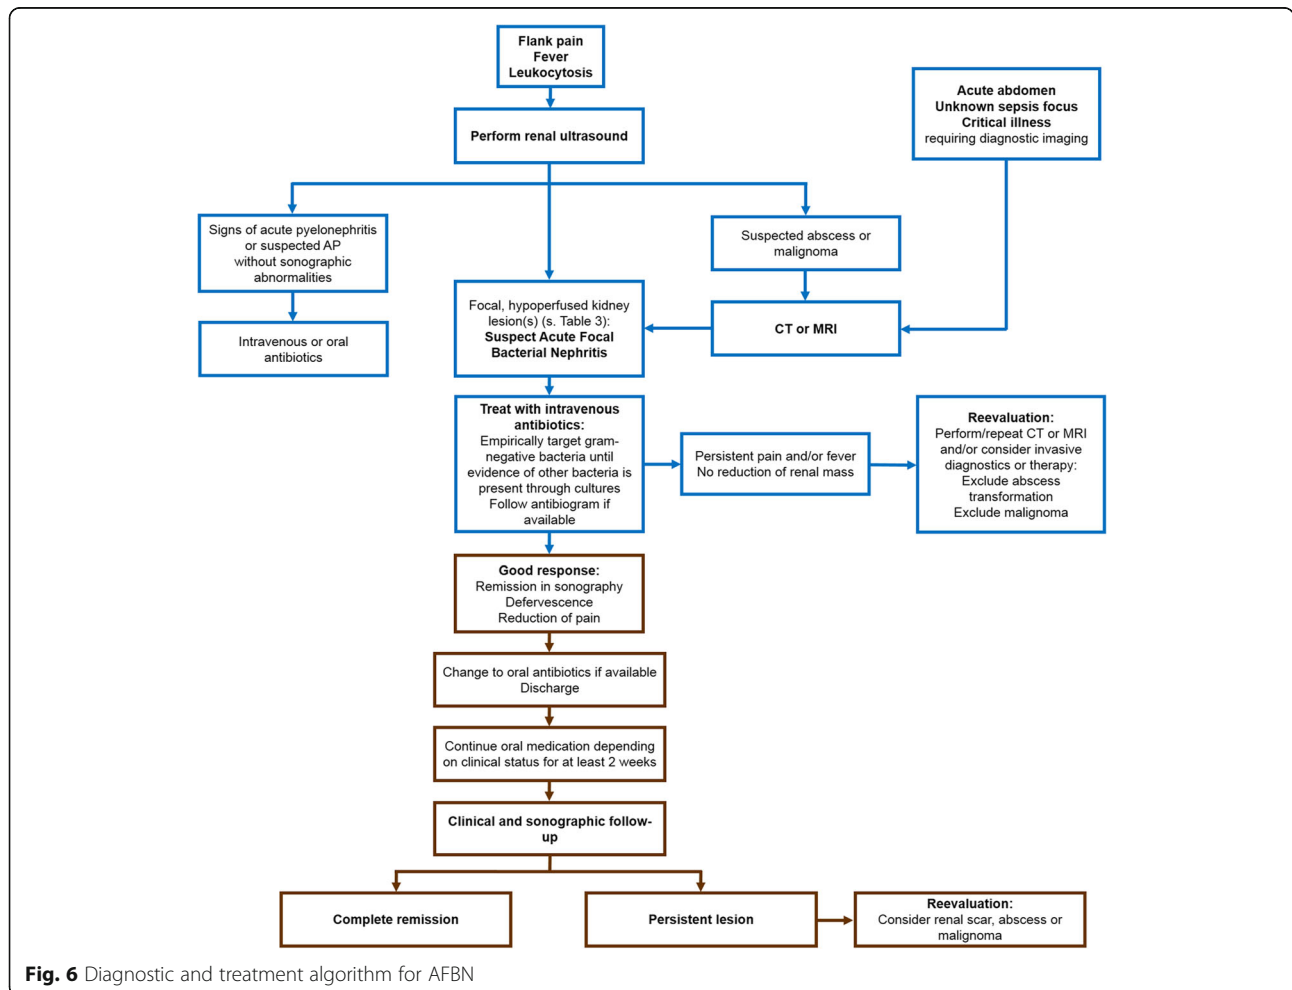 Flank pain
Fever
Leukocytosis
Acute abdomen
Unknown sepsis focus
Critical illness
requiring diagnostic imaging
Perform renal ultrasound
Signs of acute pyelonephritis
or suspected AP
without sonographic
abnormalities
Suspected abscess or
malignoma
Focal, hypoperfused kidney
lesion(s) (s. Table 3):
Suspect Acute Focal
Bacterial Nephritis
CT or MRI
Intravenous or oral
antibiotics
Treat with intravenous
antibiotics:
Empirically target gram-
negative bacteria until
evidence of other bacteria is
present through cultures
Follow antibiogram if
available
Persistent pain and/or fever
No reduction of renal mass
Reevaluation:
Perform/repeat CT or MRI
and/or consider invasive
diagnostics or therapy:
Exclude abscess
transformation
Exclude malignoma
Good response:
Remission in sonography
Defervescence
Reduction of pain
Change to oral antibiotics if available
Discharge
Continue oral medication depending
on clinical status for at least 2 weeks
Clinical and sonographic follow-
up
Complete remission
Persistent lesion
Reevaluation:
Consider renal scar, abscess or
malignoma
Fig. 6 Diagnostic and treatment algorithm for AFBN